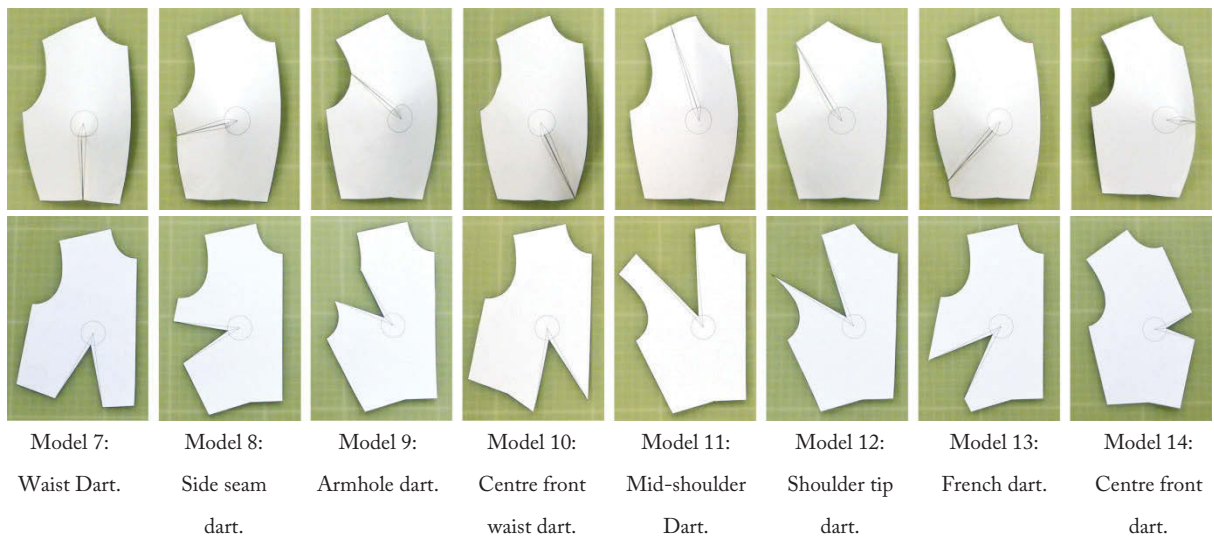 Model 7:
Waist Dart.
Model 8:
Side seam
dart.
Model 9:
Armhole dart.
Model 10:
Centre front
waist dart.
Model 11:
Mid-shoulder
Dart.
Model 12:
Shoulder tip
dart.
Model 13:
French dart.
Model 14:
Centre front
dart.